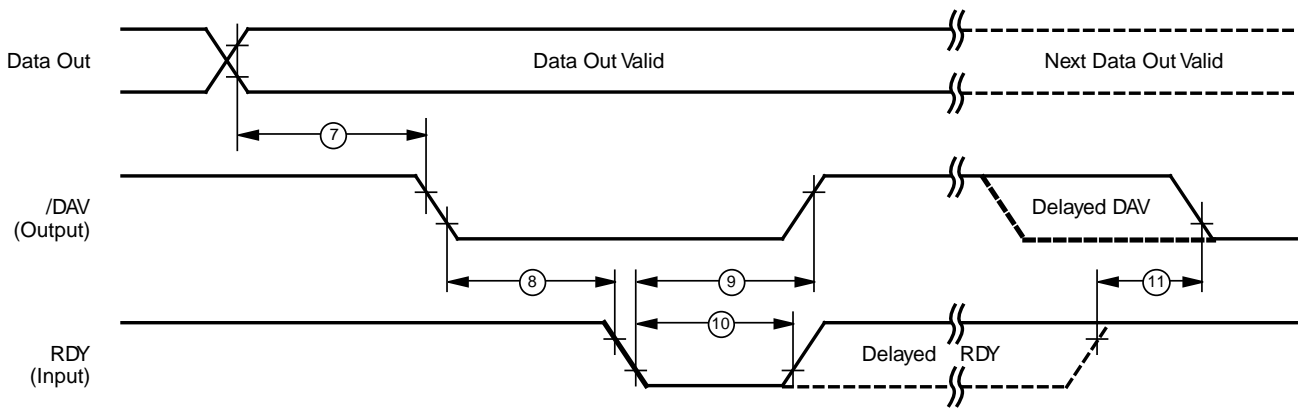 Data Out
Data Out Valid
Next Data Out Valid
7
/DAV
(Output)
Delayed DAV
8
9
11
10
RDY
(Input)
Delayed RDY